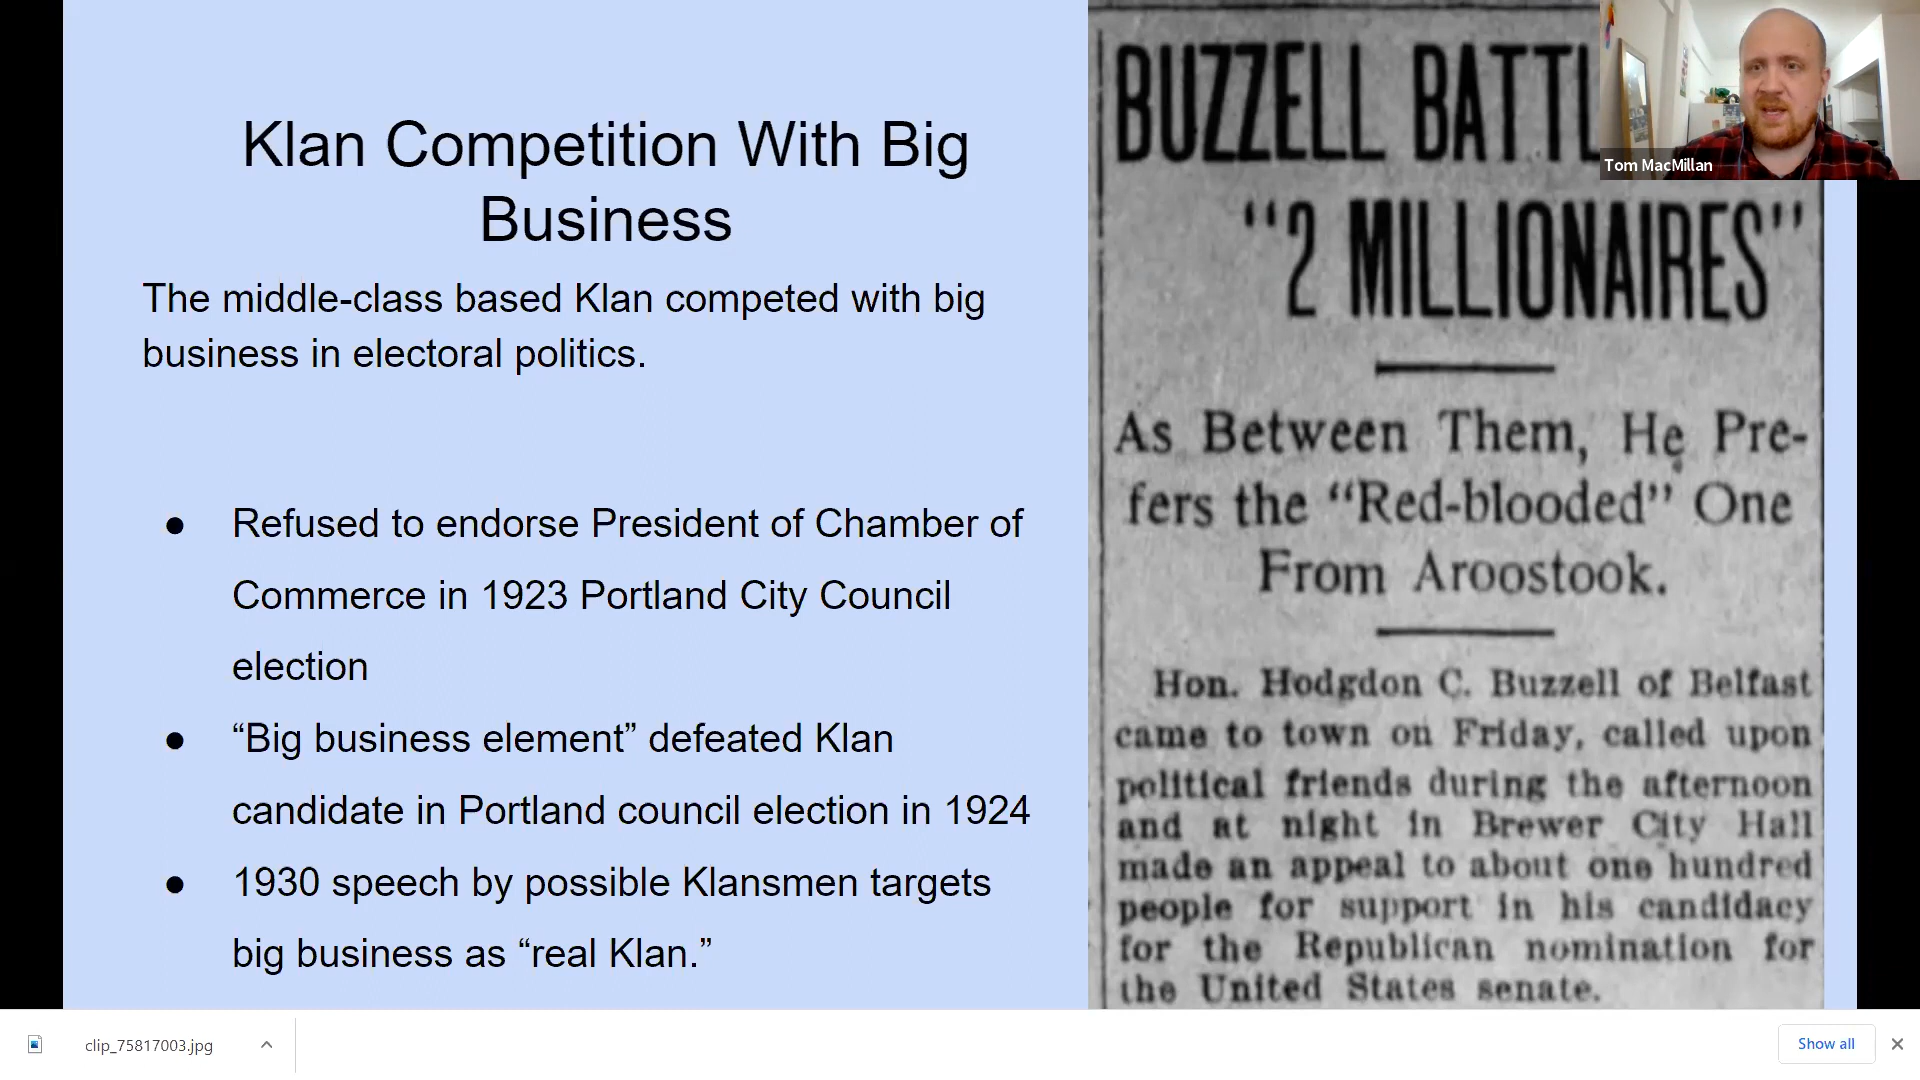 Klan Competition With Big
Business
The middle-class based Klan competed with big
business in electoral politics.
● Refused to endorse President of Chamber of
Commerce in 1923 Portland City Council
election
● “Big business element” defeated Klan
candidate in Portland council election in 1924
● 1930 speech by possible Klansmen targets
big business as “real Klan.”
BUZZELL BATTL
“2 MILLIONAIRES”
As Between Them, He Pre-
fers the “Red-blooded” One
From Aroostook.
Hon. Hodgdon C. Buzzell of Belfast
came to town on Friday, called upon
political friends during the afternoon
and at night in Brewer City Hall
made an appeal to about one hundred
people for support in his candidacy
for the Republican nomination for
the United States senate.
Tom MacMillan
clip_75817003.jpg
Show all